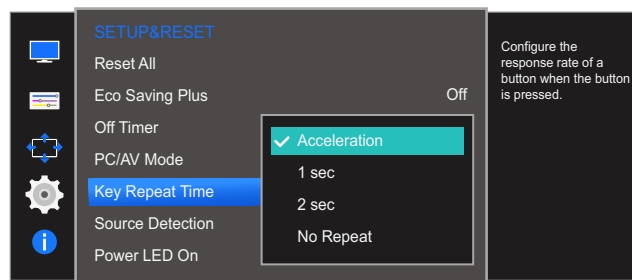 SETUP&RESET
Reset All
Eco Saving Plus Off
Off Timer
PC/AV Mode
Key Repeat Time
Source Detection
Power LED On
Acceleration
1 sec
2 sec
No Repeat
Configure the
response rate of a
button when the button
is pressed.